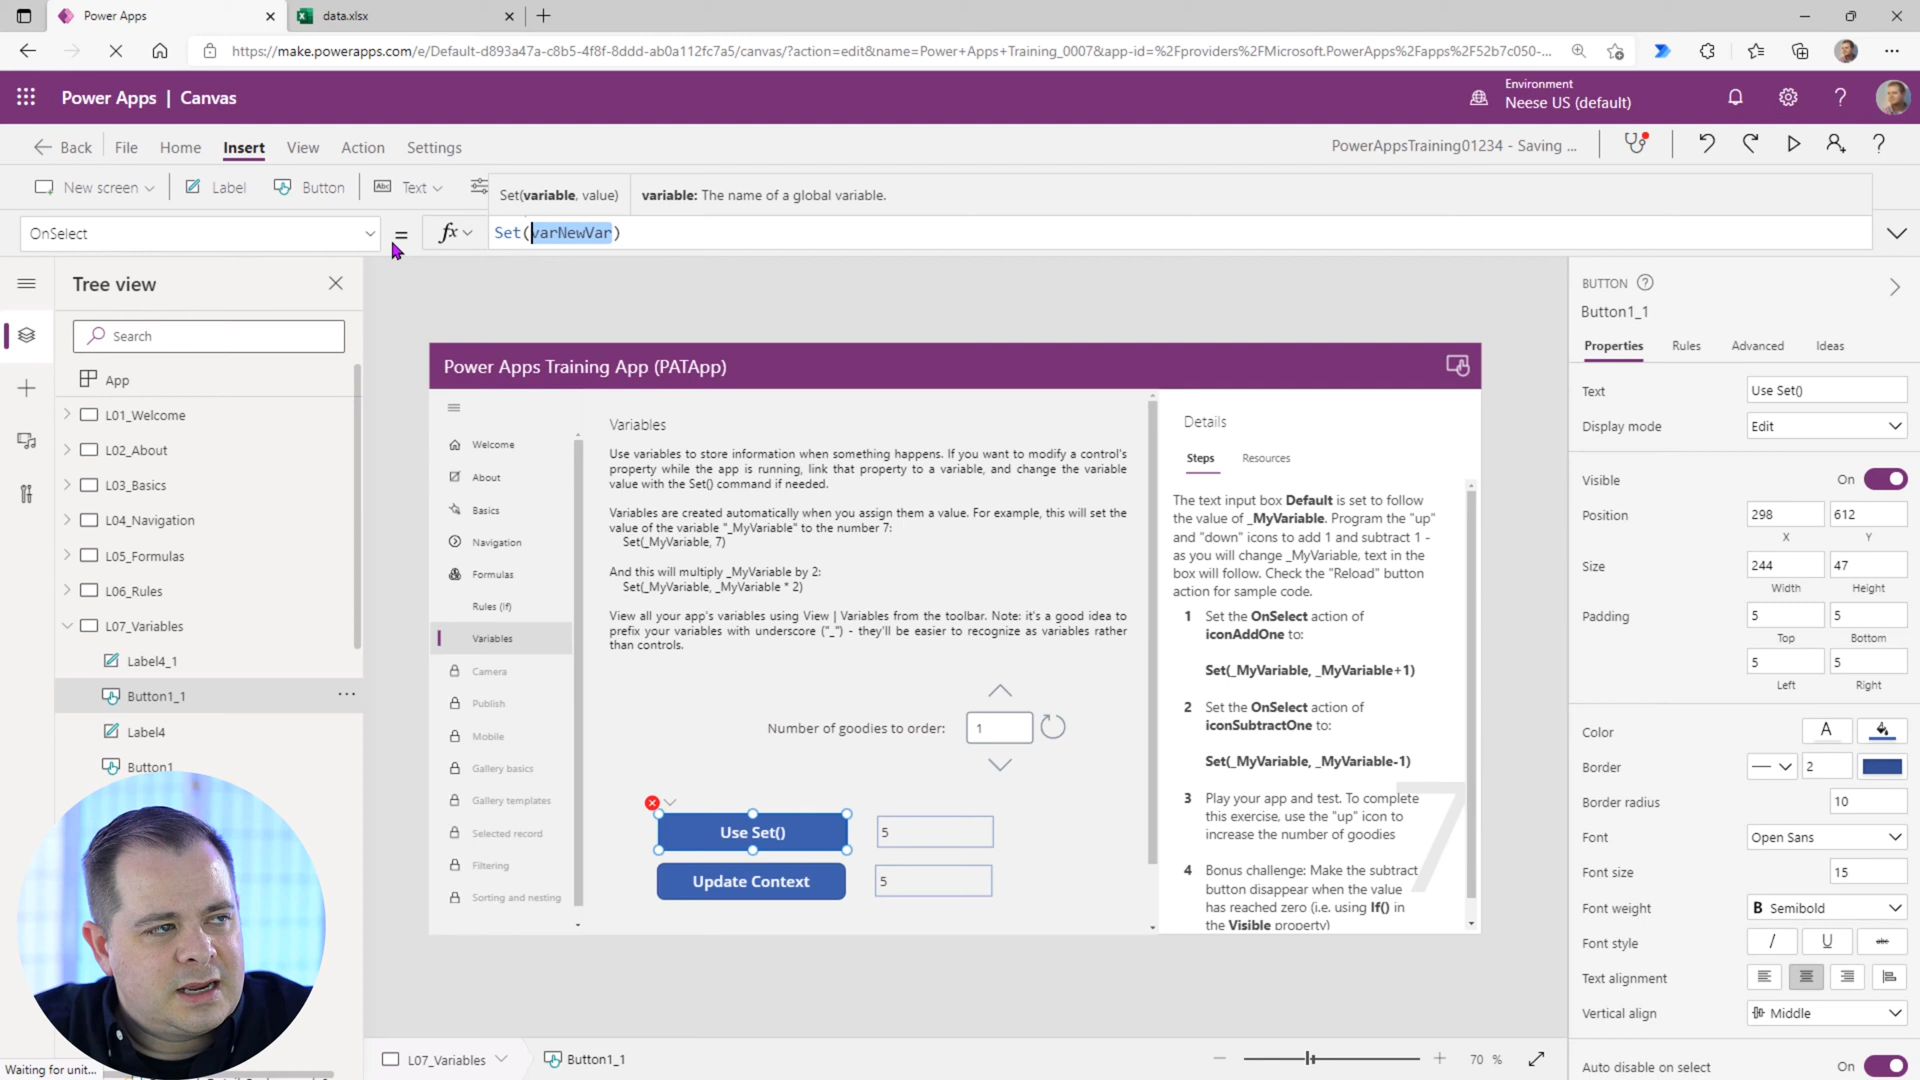 Power Apps
data.xlsx
https://make.powerapps.com/e/Default-d893a47a-c8b5-4f8f-8ddd-ab0a112fc7a5/canvas/?action=edit&name=Power+Apps+Training_0007&app-id=%2Fproviders%2FMicrosoft.PowerApps%2Fapps%2F52b7c050-...
Power Apps | Canvas
Environment
Neese US (default)
Back
File
Home
Insert
View
Action
Settings
PowerAppsTraining01234 - Saving ...
New screen
Label
Button
Abc
Text
Set(variable, value)
variable: The name of a global variable.
OnSelect
=
fx
Set(varNewVar)
Tree view
Search
App
L01_Welcome
L02_About
L03_Basics
L04_Navigation
L05_Formulas
L06_Rules
L07_Variables
Label4_1
Button1_1
Label4
Button1
Waiting for unit...
Power Apps Training App (PATApp)
Welcome
About
Basics
Navigation
Formulas
Rules (If)
Variables
Camera
Publish
Mobile
Gallery basics
Gallery templates
Selected record
Filtering
Sorting and nesting
Variables
Use variables to store information when something happens. If you want to modify a control's
property while the app is running, link that property to a variable, and change the variable
value with the Set() command if needed.
Variables are created automatically when you assign them a value. For example, this will set the
value of the variable "_MyVariable" to the number 7:
Set(_MyVariable, 7)
And this will multiply _MyVariable by 2:
Set(_MyVariable, _MyVariable * 2)
View all your app's variables using View | Variables from the toolbar. Note: it's a good idea to
prefix your variables with underscore ("_") - they'll be easier to recognize as variables rather
than controls.
Number of goodies to order:
1
Use Set()
5
Update Context
5
Details
Steps
Resources
The text input box Default is set to follow
the value of _MyVariable. Program the "up"
and "down" icons to add 1 and subtract 1 -
as you will change _MyVariable, text in the
box will follow. Check the "Reload" button
action for sample code.
1 Set the OnSelect action of
iconAddOne to:
Set(_MyVariable, _MyVariable+1)
2 Set the OnSelect action of
iconSubtractOne to:
Set(_MyVariable, _MyVariable-1)
3 Play your app and test. To complete
this exercise, use the "up" icon to
increase the number of goodies
4 Bonus challenge: Make the subtract
button disappear when the value
has reached zero (i.e. using If() in
the Visible property)
7
L07_Variables
Button1_1
70 %
BUTTON
Button1_1
Properties
Rules
Advanced
Ideas
Text
Use Set()
Display mode
Edit
Visible
On
Position
298
612
X
Y
Size
244
47
Width
Height
Padding
5
5
Top
Bottom
5
5
Left
Right
Color
A
Border
2
Border radius
10
Font
Open Sans
Font size
15
Font weight
B Semibold
Font style
/
U
abc
Text alignment
Vertical align
Middle
Auto disable on select
On